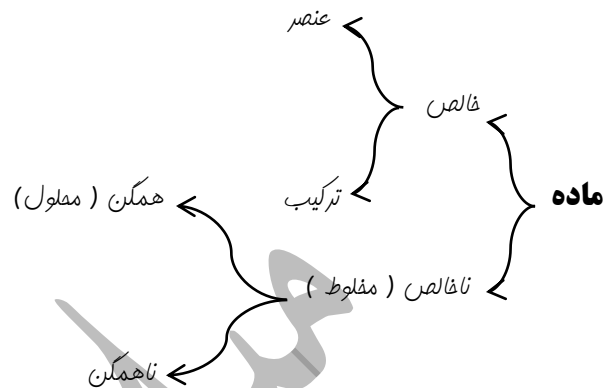 عنصر
خالص
ماده
ترکیب
همگن ( محلول)
ناخالص ( مخلوط )
ناهمگن